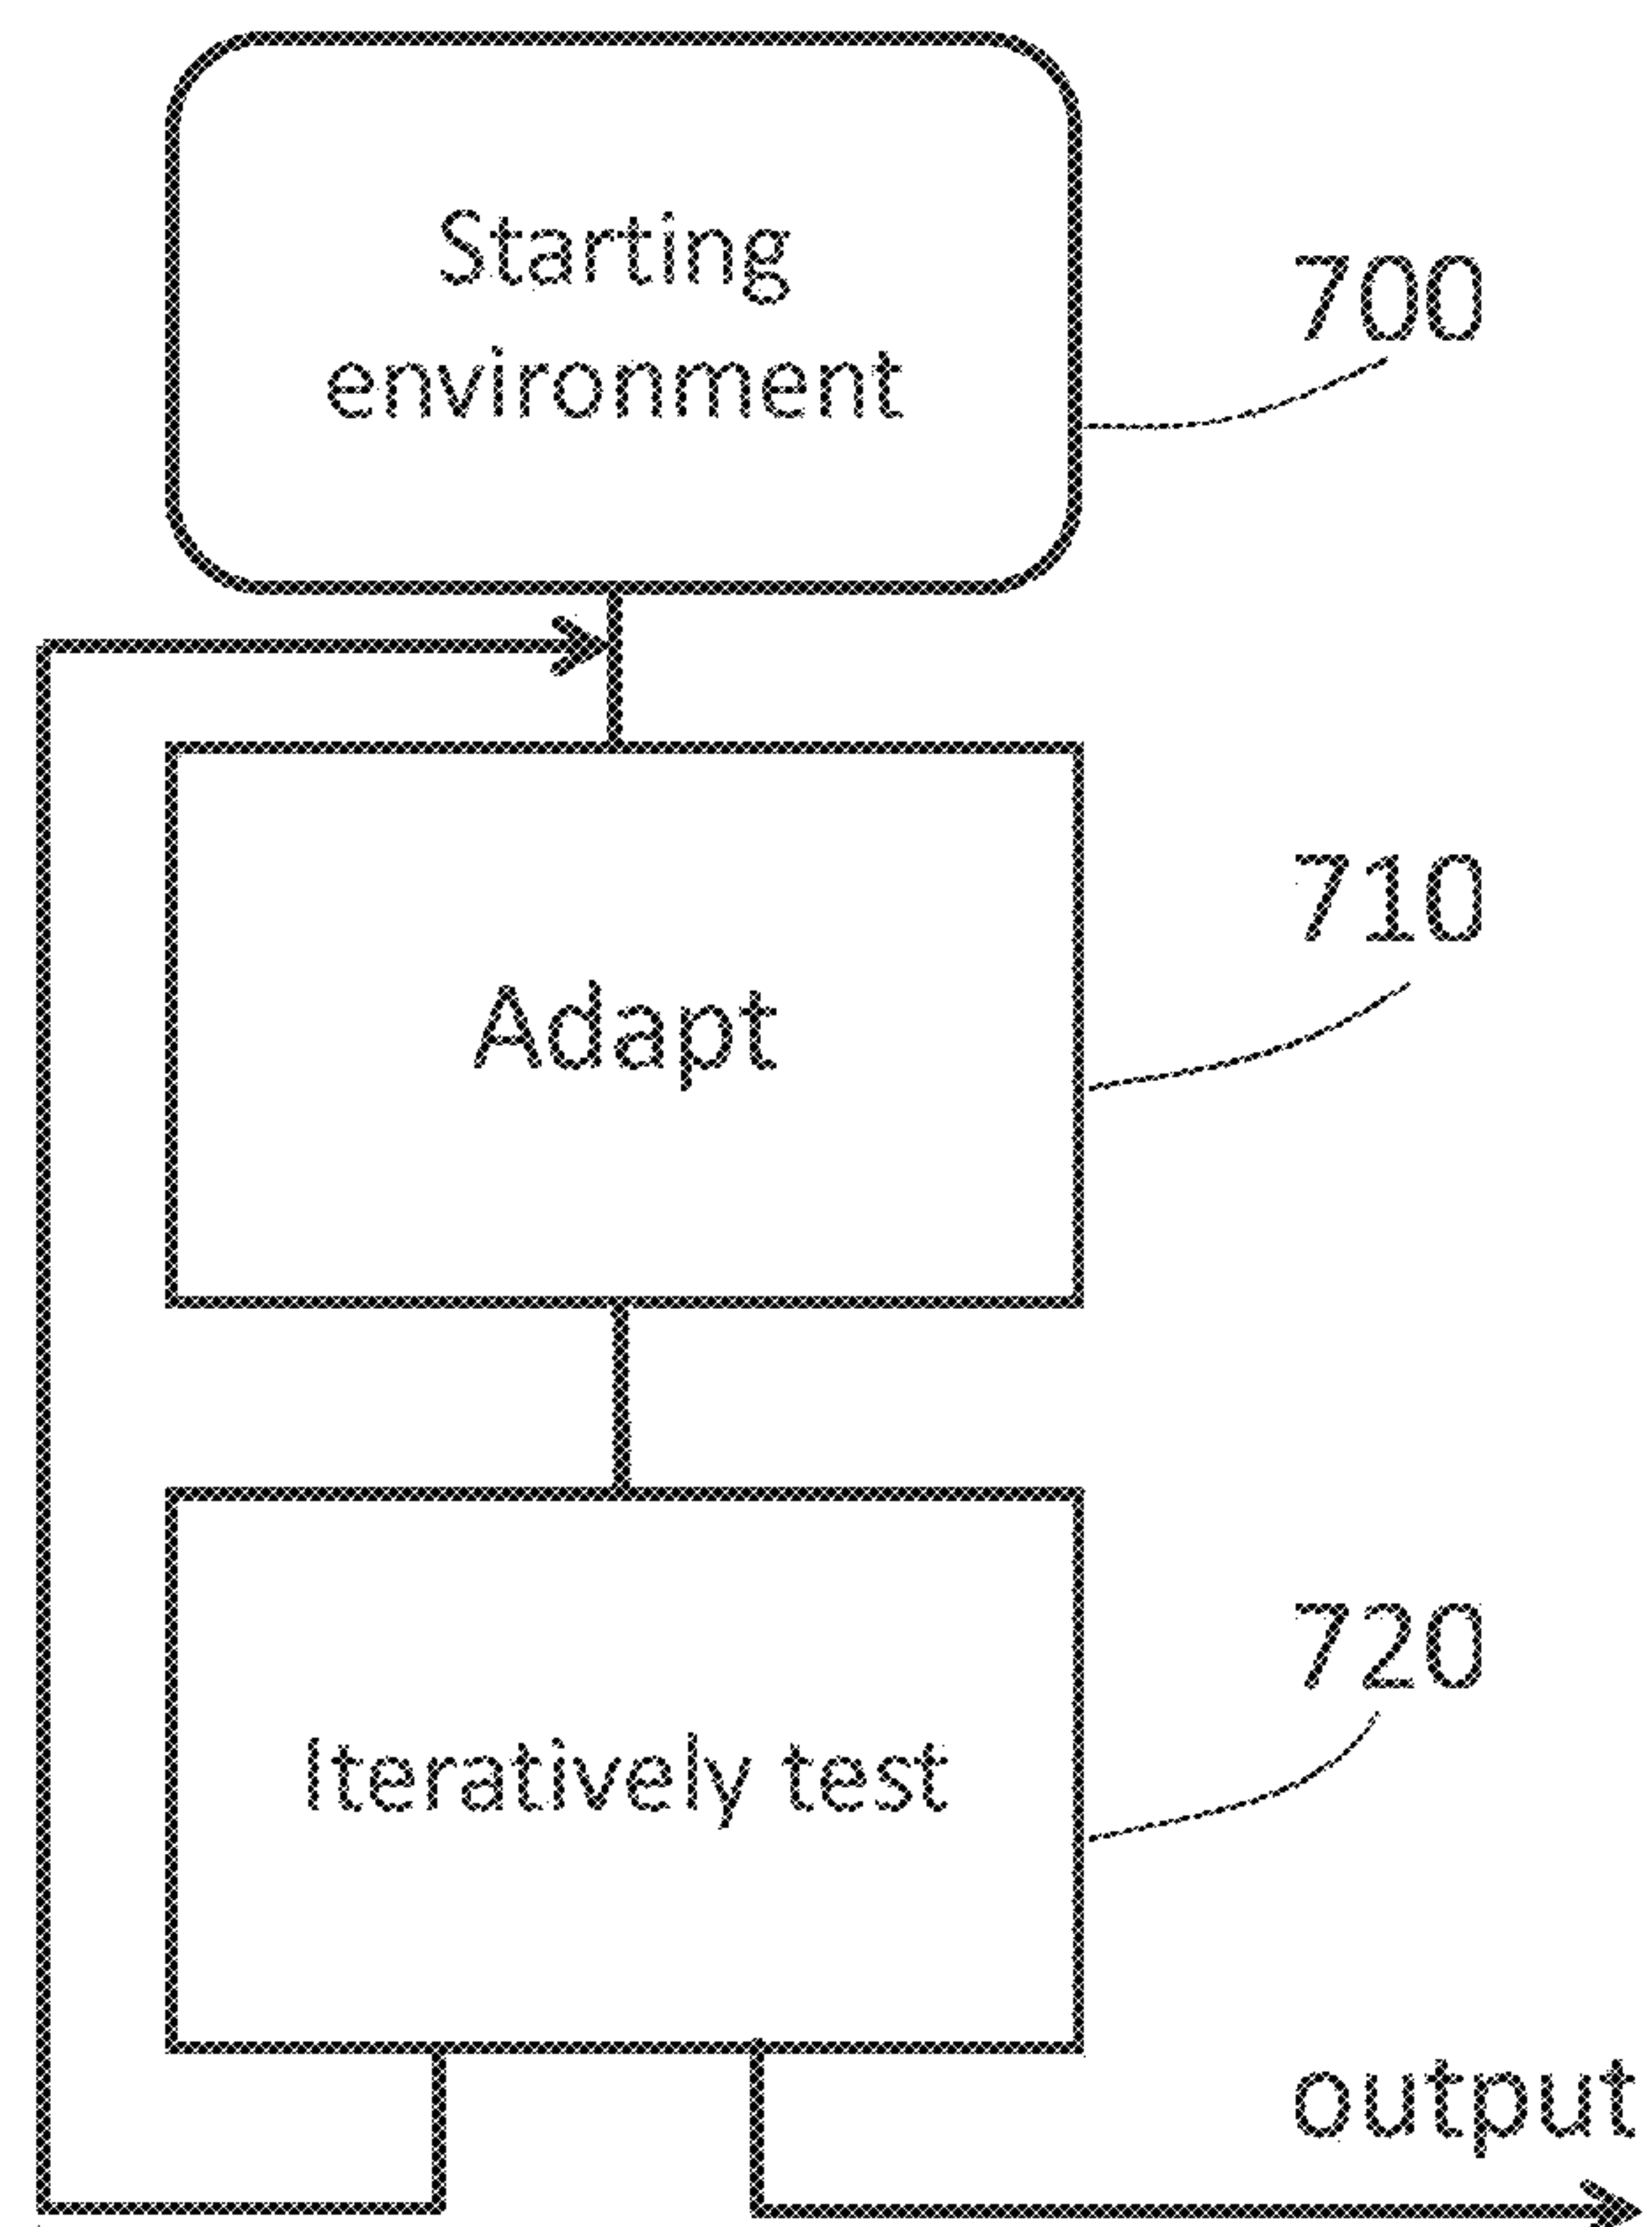 Starting
environment
700
Adapt
710
Iteratively test
720
output